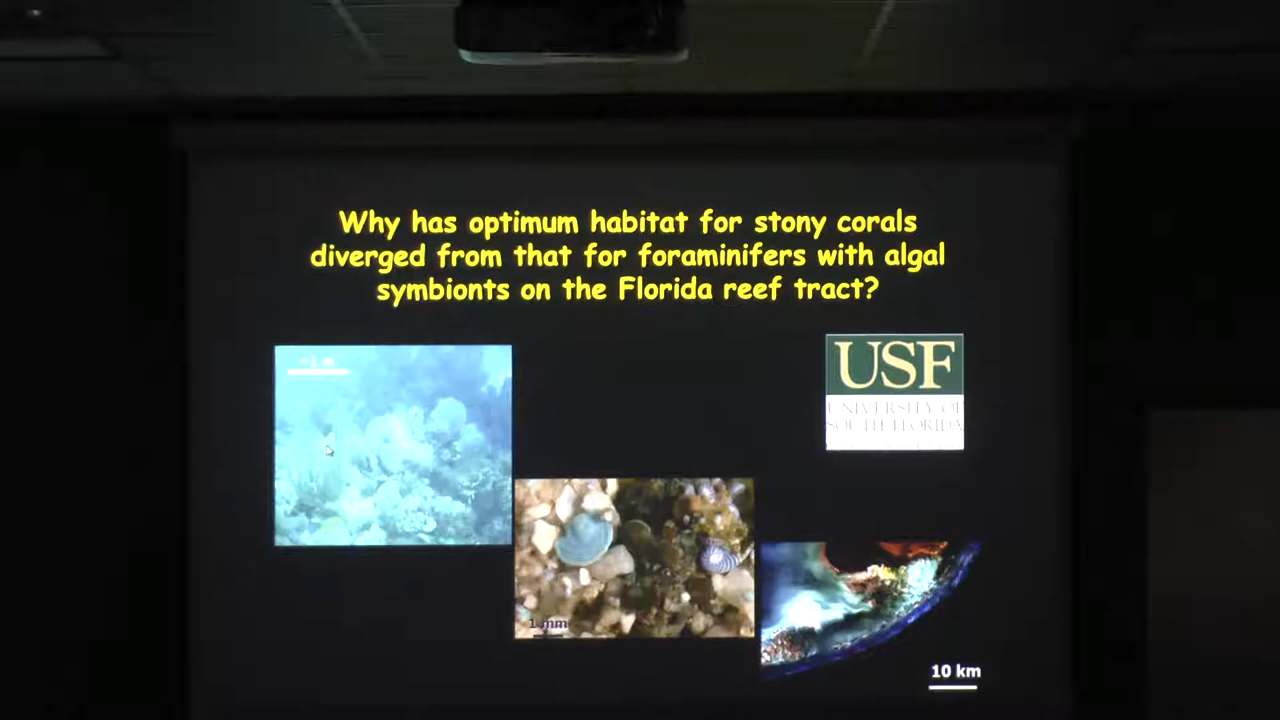 Why has optimum habitat for stony corals
diverged from that for foraminifers with algal
symbionts on the Florida reef tract?
USF
UNIVERSITY OF
SOUTH FLORIDA
1 mm
10 km